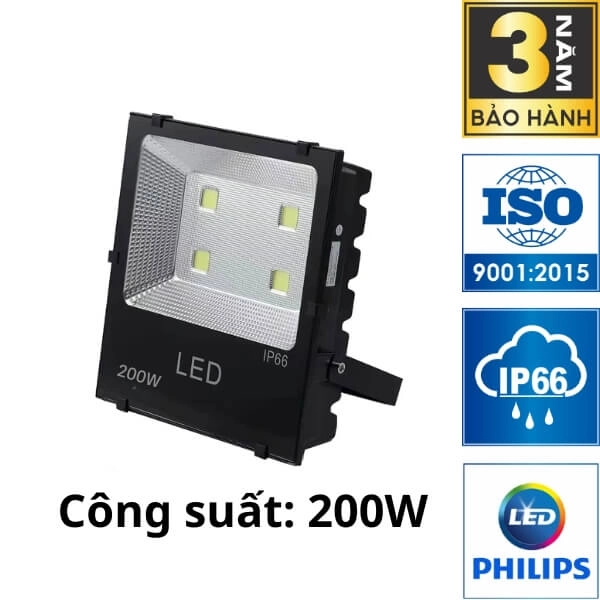 3 NĂM
BẢO HÀNH
ISO
9001:2015
IP66
LED
PHILIPS
IP66
LED
200W
Công suất: 200W